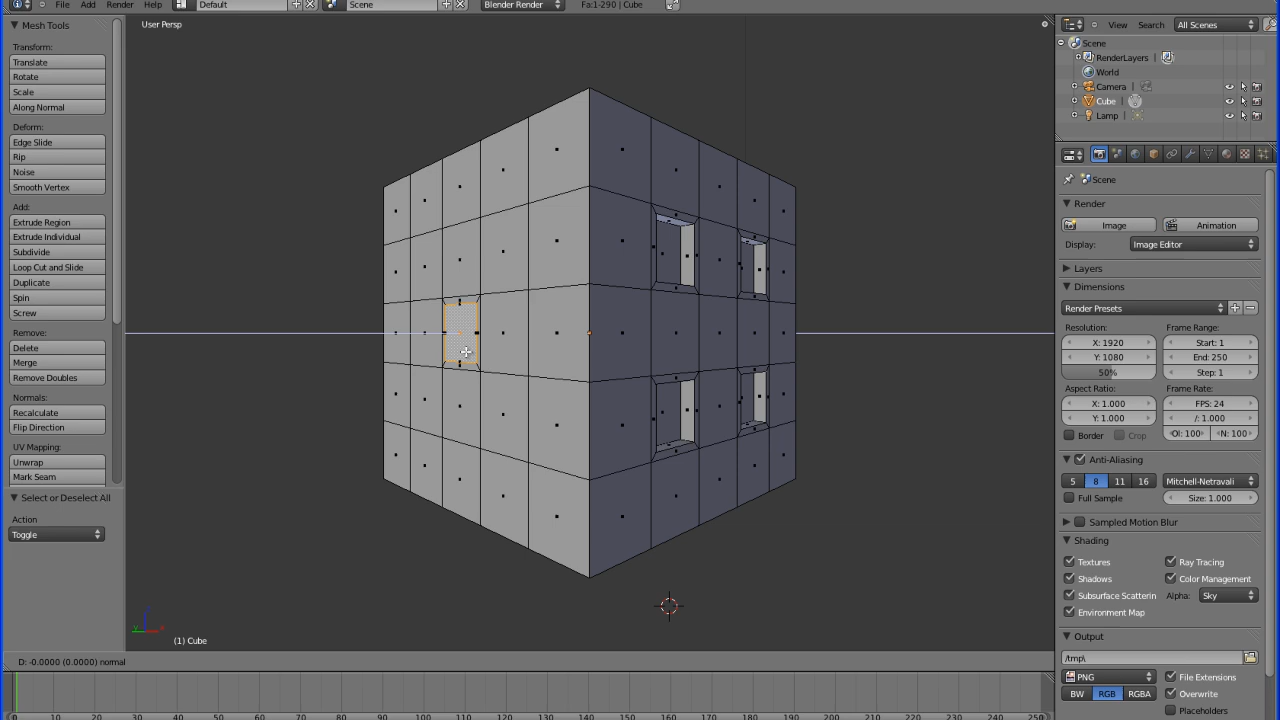 File Add Render Help Default Scene Blender Render Fa:1-290 | Cube
Mesh Tools
Transform:
Translate
Rotate
Scale
Along Normal
Deform:
Edge Slide
Rip
Noise
Smooth Vertex
Add:
Extrude Region
Extrude Individual
Subdivide
Loop Cut and Slide
Duplicate
Spin
Screw
Remove:
Delete
Merge
Remove Doubles
Normals:
Recalculate
Flip Direction
UV Mapping:
Unwrap
Mark Seam
Select or Deselect All
Action
Toggle
User Persp
(1) Cube
D: -0.0000 (0.0000) normal
0 10 20 30 40 50 60 70 80 90 100 110 120 130 140 150 160 170 180 190 200 210 220 230 240 250
View Search All Scenes
Scene
RenderLayers |
World
Camera |
Cube |
Lamp |
Scene
Render
Image Animation
Display: Image Editor
Layers
Dimensions
Render Presets
Resolution: Frame Range:
X: 1920 Start: 1
Y: 1080 End: 250
50% Step: 1
Aspect Ratio: Frame Rate:
X: 1.000 FPS: 24
Y: 1.000 /: 1.000
Border Crop OI: 100 N: 100
Anti-Aliasing
5 8 11 16 Mitchell-Netravali
Full Sample Size: 1.000
Sampled Motion Blur
Shading
Textures Ray Tracing
Shadows Color Management
Subsurface Scatterin Alpha: Sky
Environment Map
Output
/tmp\
PNG File Extensions
BW RGB RGBA Overwrite
Placeholders